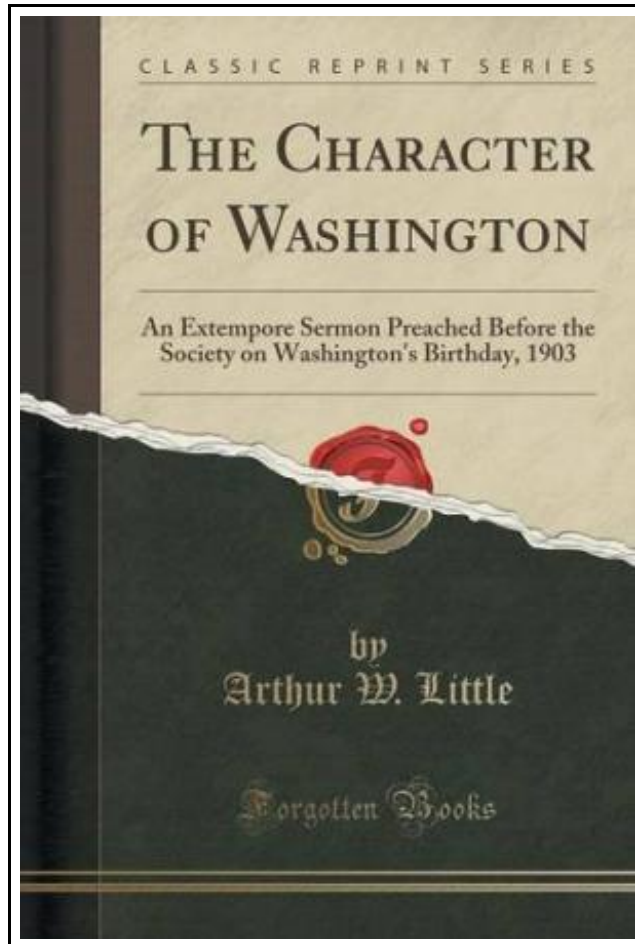 CLASSIC REPRINT SERIES
THE CHARACTER
OF WASHINGTON
An Extempore Sermon Preached Before the
Society on Washington's Birthday, 1903
by
Arthur W. Little
Forgotten Books